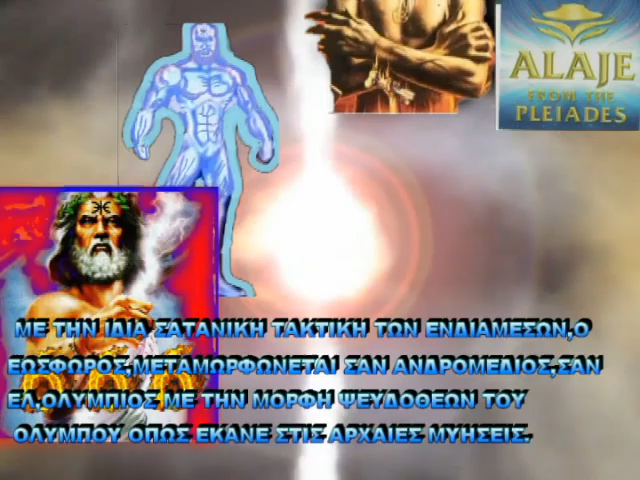 ALAJE
FROM THE
PLEIADES
ΜΕ ΤΗΝ ΙΔΙΑ ΣΑΤΑΝΙΚΗ ΤΑΚΤΙΚΗ ΤΩΝ ΕΝΔΙΑΜΕΣΩΝ,Ο
ΕΩΣΦΩΡΟΣ,ΜΕΤΑΜΟΡΦΩΝΕΤΑΙ ΣΑΝ ΑΝΔΡΟΜΕΔΙΟΣ,ΣΑΝ
ΕΛ,ΟΛΥΜΠΙΟΣ ΜΕ ΤΗΝ ΜΟΡΦΗ ΨΕΥΔΟΘΕΩΝ ΤΟΥ
ΟΛΥΜΠΟΥ ΟΠΩΣ ΕΚΑΝΕ ΣΤΙΣ ΑΡΧΑΙΕΣ ΜΥΗΣΕΙΣ.